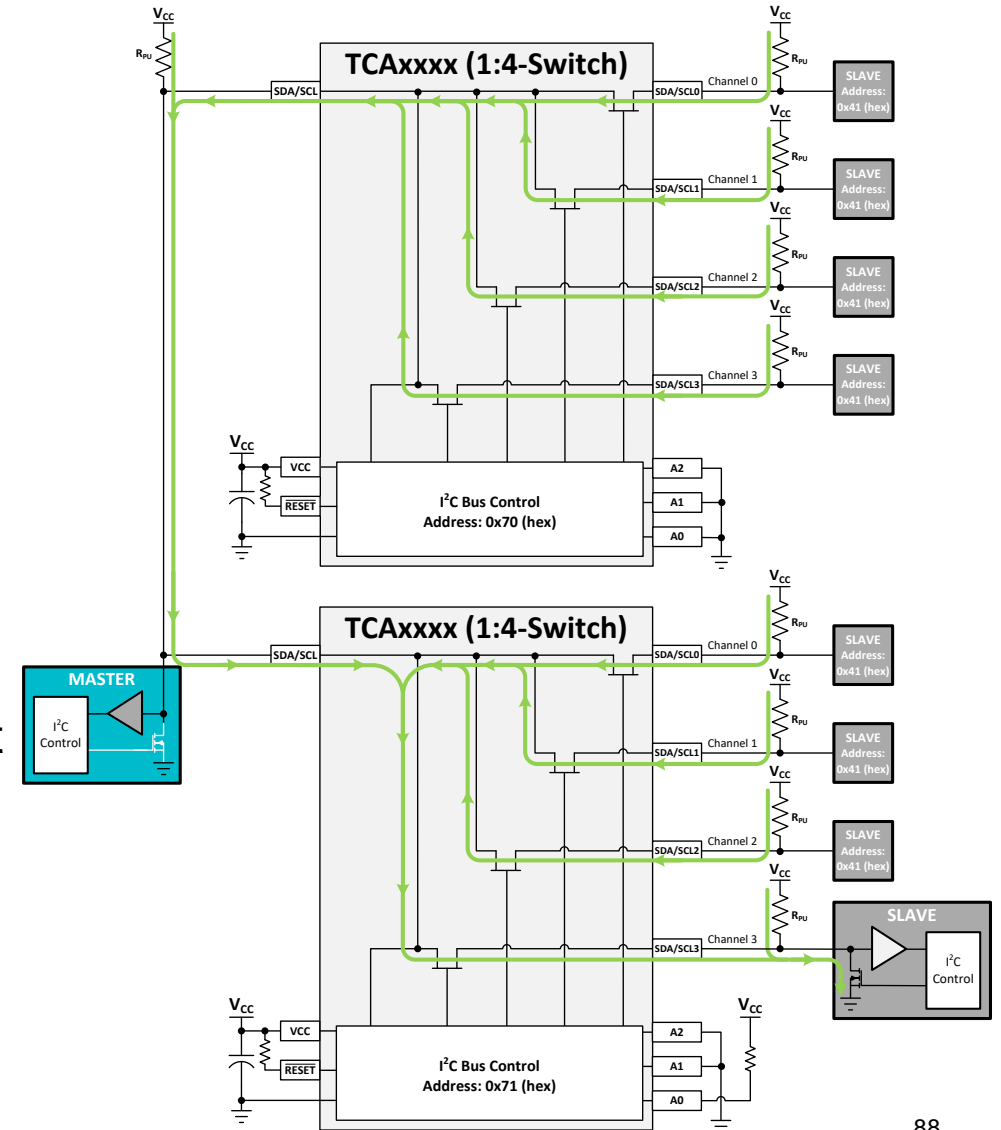 VCC
RPU
TCAxxxx (1:4-Switch)
SDA/SCL
SDA/SCL0
Channel 0
VCC
RPU
SLAVE
Address:
0x41 (hex)
SDA/SCL1
Channel 1
VCC
RPU
SLAVE
Address:
0x41 (hex)
SDA/SCL2
Channel 2
VCC
RPU
SLAVE
Address:
0x41 (hex)
SDA/SCL3
Channel 3
VCC
RPU
SLAVE
Address:
0x41 (hex)
VCC
VCC
RESET
I2C Bus Control
Address: 0x70 (hex)
A2
A1
A0
TCAxxxx (1:4-Switch)
SDA/SCL
MASTER
I2C
Control
SDA/SCL0
Channel 0
VCC
RPU
SLAVE
Address:
0x41 (hex)
SDA/SCL1
Channel 1
VCC
RPU
SLAVE
Address:
0x41 (hex)
SDA/SCL2
Channel 2
VCC
RPU
SLAVE
Address:
0x41 (hex)
SDA/SCL3
Channel 3
VCC
RPU
SLAVE
I2C
Control
VCC
VCC
RESET
I2C Bus Control
Address: 0x71 (hex)
A2
A1
A0
VCC
88